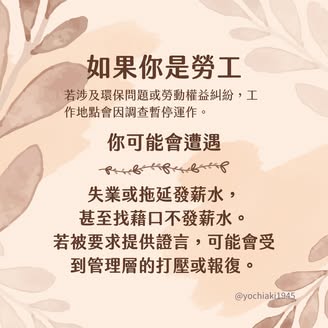 如果你是勞工
若涉及環保問題或勞動權益糾紛，工
作地點會因調查暫停運作。
你可能會遭遇
失業或拖延發薪水，
甚至找藉口不發薪水。
若被要求提供證言，可能會受
到管理層的打壓或報復。
@yochiaki1945